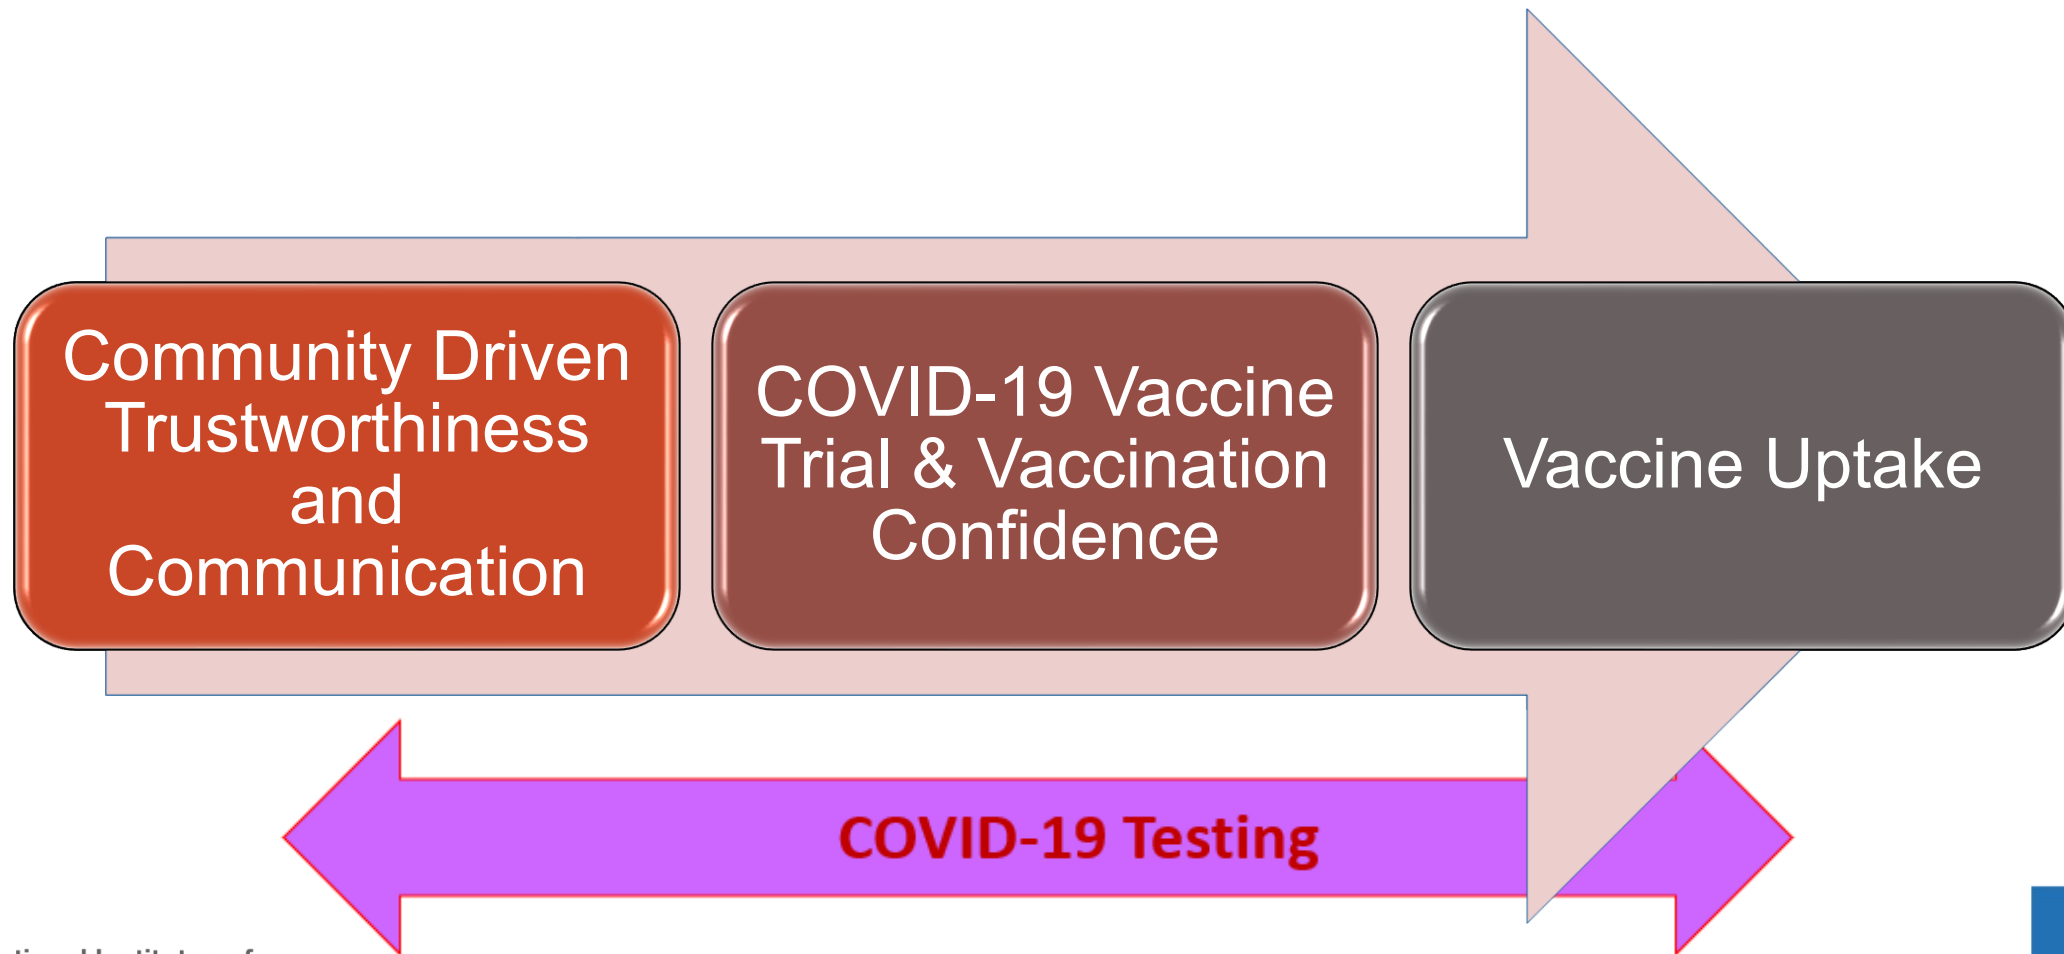 Community Driven
Trustworthiness
and
Communication
COVID-19 Vaccine
Trial & Vaccination
Confidence
Vaccine Uptake
COVID-19 Testing